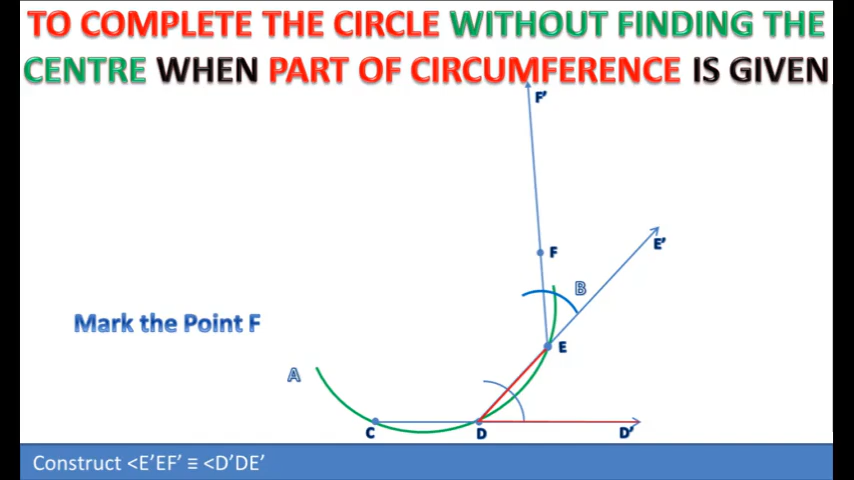 TO COMPLETE THE CIRCLE WITHOUT FINDING THE
CENTRE WHEN PART OF CIRCUMFERENCE IS GIVEN
F'
E'
F
B
Mark the Point F
E
A
C
D
D'
Construct <E'EF' ≡ <D'DE'